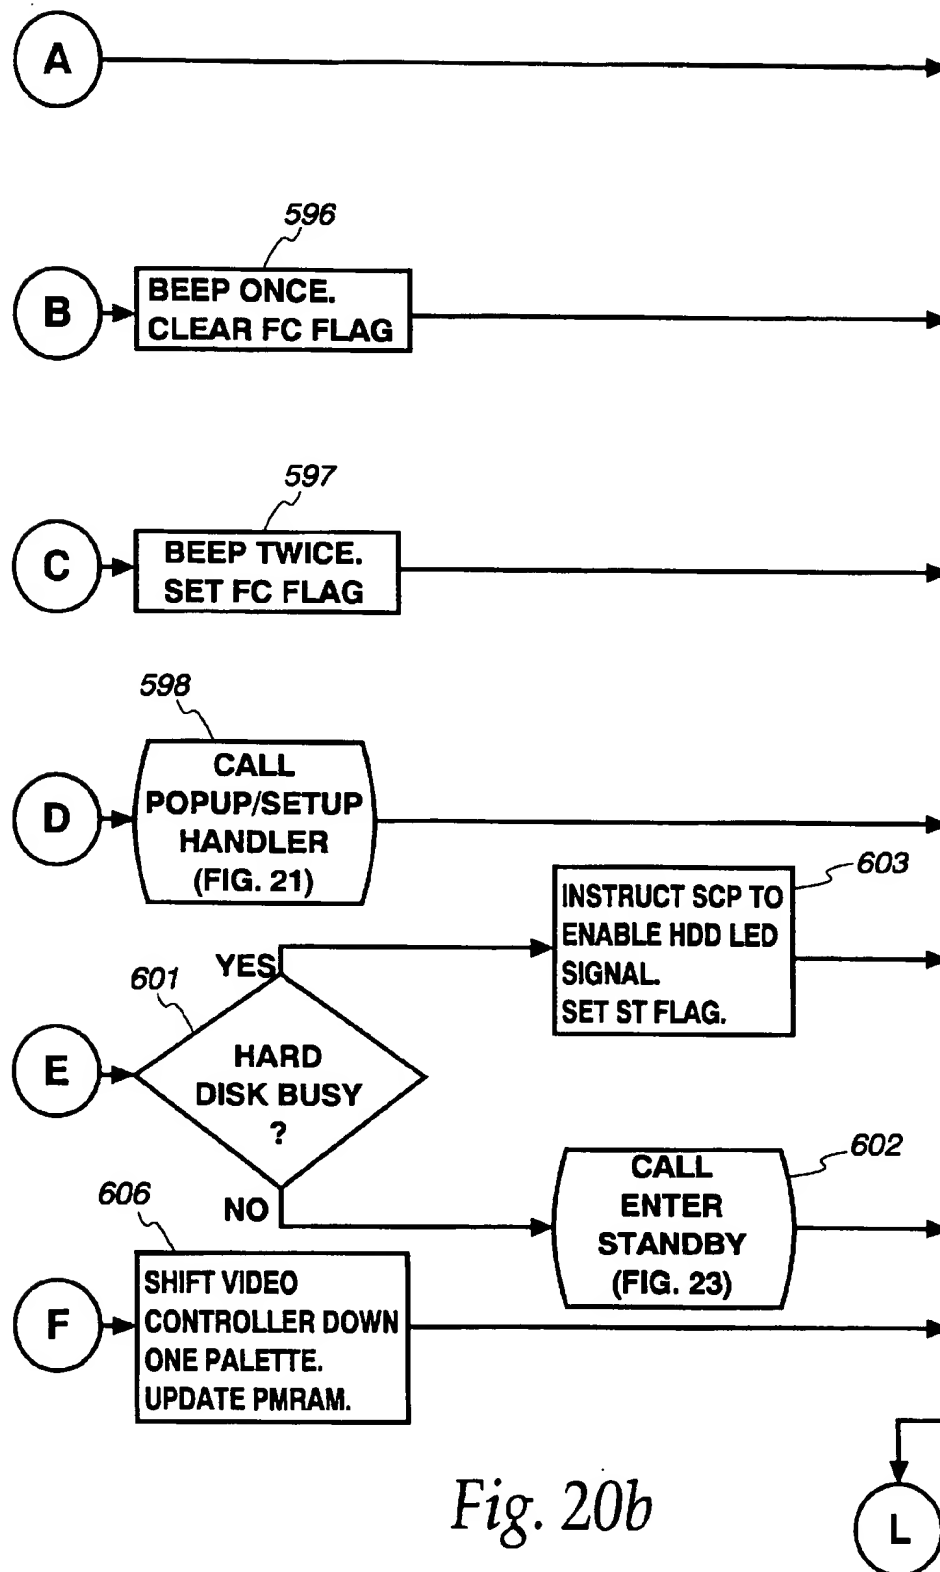 A
596
B
BEEP ONCE.
CLEAR FC FLAG
597
C
BEEP TWICE.
SET FC FLAG
598
D
CALL
POPUP/SETUP
HANDLER
(FIG. 21)
603
INSTRUCT SCP TO
ENABLE HDD LED
SIGNAL.
SET ST FLAG.
YES
601
E
HARD
DISK BUSY
?
NO
602
CALL
ENTER
STANDBY
(FIG. 23)
606
F
SHIFT VIDEO
CONTROLLER DOWN
ONE PALETTE.
UPDATE PMRAM.
L
Fig. 20b